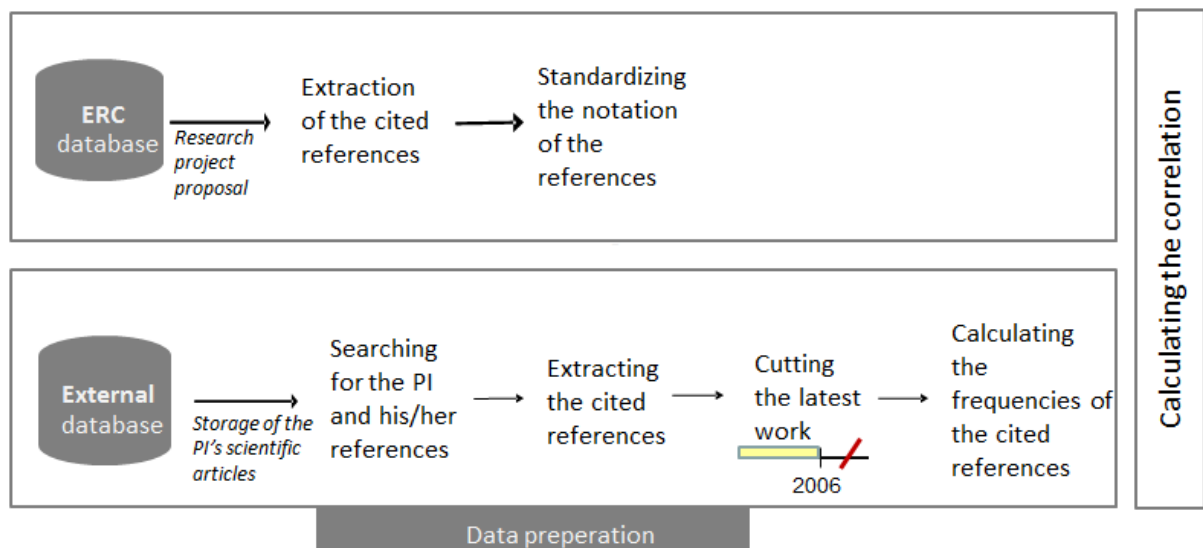 ERC
database
Research
project
proposal
Extraction
of the cited
references
Standardizing
the notation
of the
references
External
database
Storage of the
PI's scientific
articles
Searching
for the PI
and his/her
references
Extracting
the cited
references
Cutting
the latest
work
2006
Calculating
the
frequencies of
the cited
references
Data preperation
Calculating the correlation